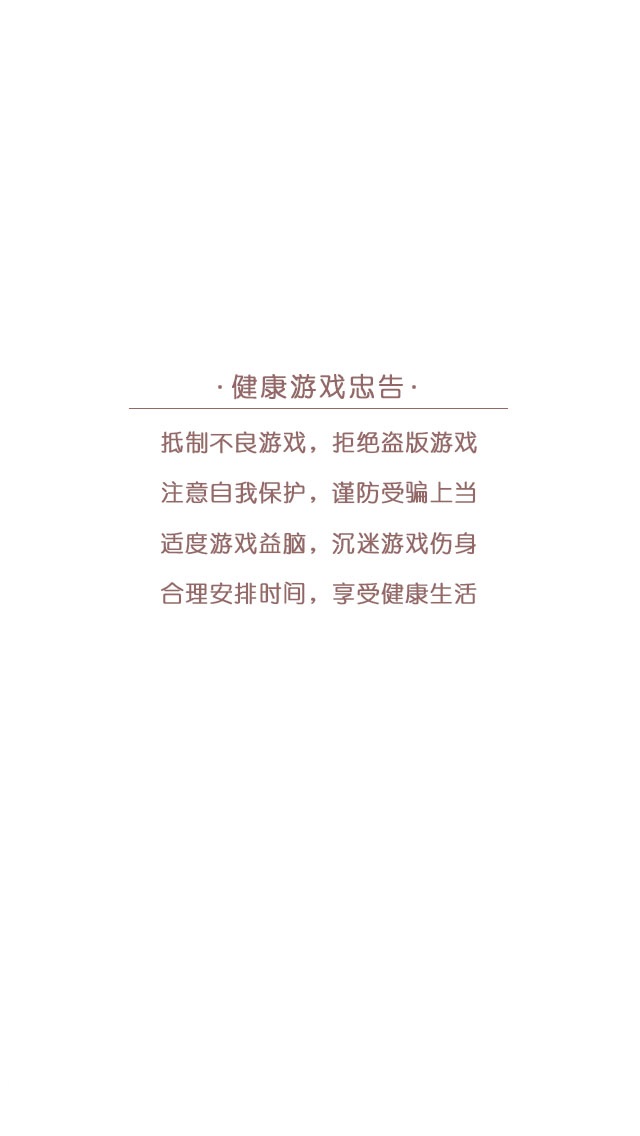 ·健康游戏忠告·
抵制不良游戏，拒绝盗版游戏
注意自我保护，谨防受骗上当
适度游戏益脑，沉迷游戏伤身
合理安排时间，享受健康生活